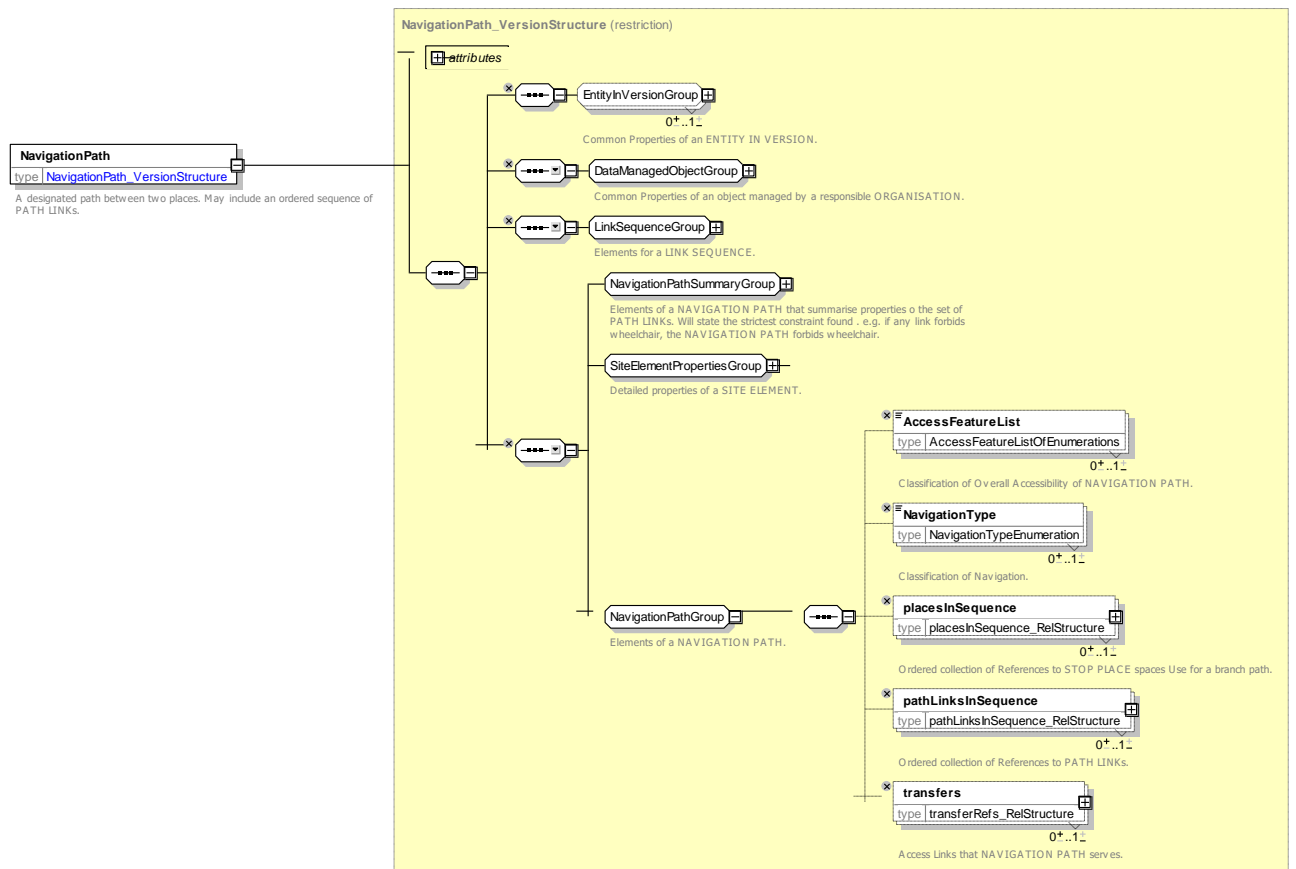 NavigationPath_VersionStructure (restriction)
attributes
EntityInVersionGroup
0..1
Common Properties of an ENTITY IN VERSION.
NavigationPath
type NavigationPath_VersionStructure
A designated path between two places. May include an ordered sequence of
PATH LINKs.
DataManagedObjectGroup
Common Properties of an object managed by a responsible ORGANISATION.
LinkSequenceGroup
Elements for a LINK SEQUENCE.
NavigationPathSummaryGroup
Elements of a NAVIGATION PATH that summarise properties o the set of
PATH LINKs. Will state the strictest constraint found . e.g. if any link forbids
wheelchair, the NAVIGATION PATH forbids wheelchair.
SiteElementPropertiesGroup
Detailed properties of a SITE ELEMENT.
AccessFeatureList
type AccessFeatureListOfEnumerations
0..1
Classification of Overall Accessibility of NAVIGATION PATH.
NavigationType
type NavigationTypeEnumeration
0..1
Classification of Navigation.
NavigationPathGroup
Elements of a NAVIGATION PATH.
placesInSequence
type placesInSequence_RelStructure
0..1
Ordered collection of References to STOP PLACE spaces Use for a branch path.
pathLinksInSequence
type pathLinksInSequence_RelStructure
0..1
Ordered collection of References to PATH LINKs.
transfers
type transferRefs_RelStructure
0..1
Access Links that NAVIGATION PATH serves.